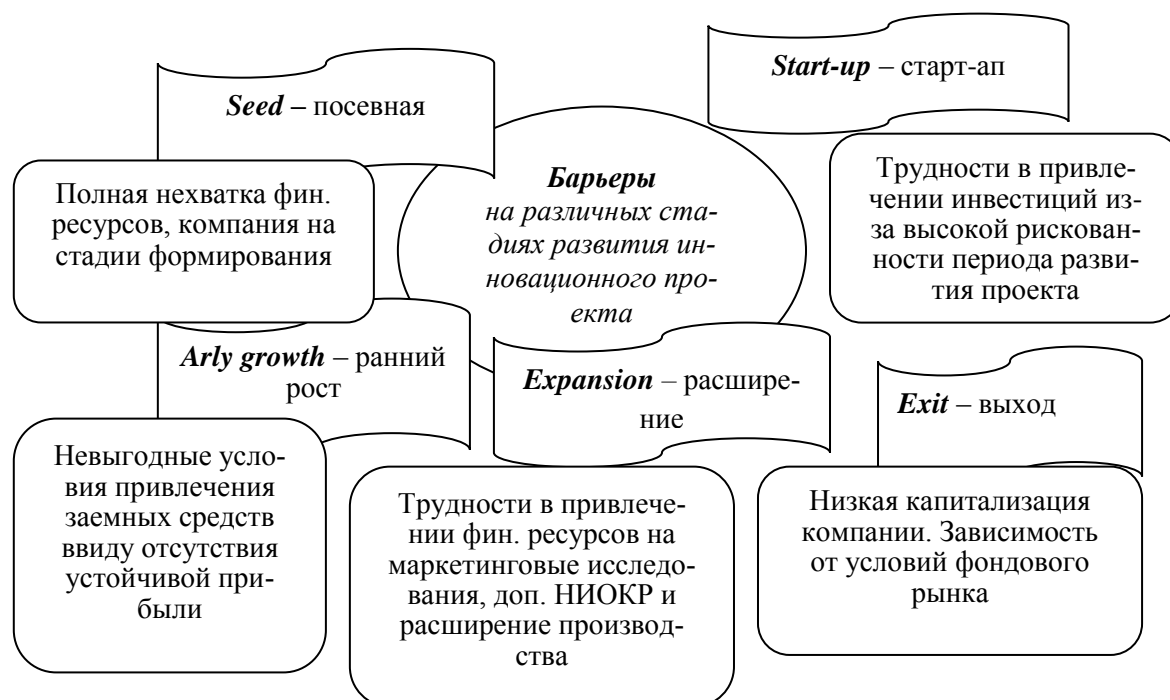 Seed – посевная
Полная нехватка фин.
ресурсов, компания на
стадии формирования
Start-up – старт-ап
Трудности в привле-
чении инвестиций из-
за высокой рискован-
ности периода разви-
тия проекта
Барьеры
на различных ста-
диях развития ин-
новационного про-
екта
Arly growth – ранний
рост
Невыгодные усло-
вия привлечения
заемных средств
ввиду отсутствия
устойчивой при-
были
Expansion – расшире-
ние
Трудности в привлече-
нии фин. ресурсов на
маркетинговые исследо-
вания, доп. НИОКР и
расширение производ-
ства
Exit – выход
Низкая капитализация
компании. Зависимость
от условий фондового
рынка